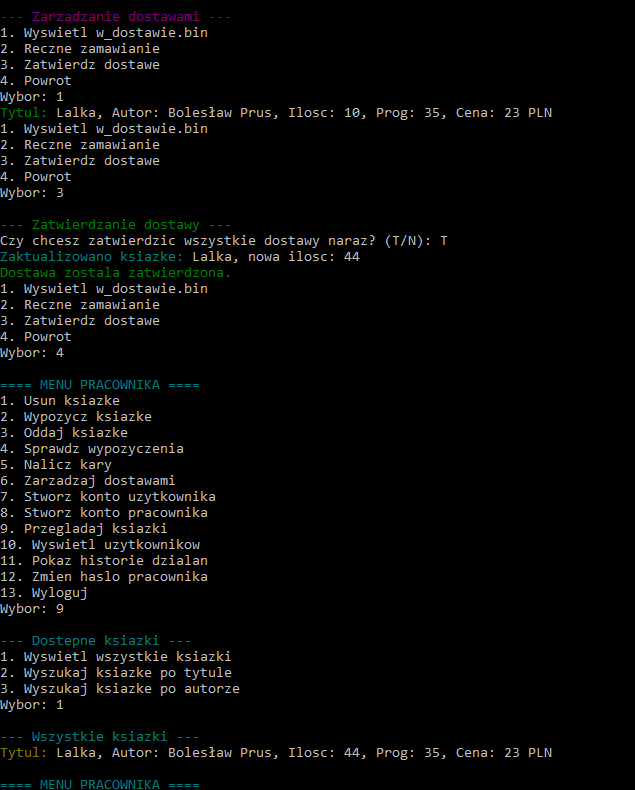 --- Zarzadzanie dostawami ---
1. Wyswietl w_dostawie.bin
2. Reczne zamawianie
3. Zatwierdz dostawe
4. Powrot
Wybor: 1
Tytul: Lalka, Autor: Bolesław Prus, Ilosc: 10, Prog: 35, Cena: 23 PLN
1. Wyswietl w_dostawie.bin
2. Reczne zamawianie
3. Zatwierdz dostawe
4. Powrot
Wybor: 3
--- Zatwierdzanie dostawy ---
Czy chcesz zatwierdzic wszystkie dostawy naraz? (T/N): T
Zaktualizowano ksiazke: Lalka, nowa ilosc: 44
Dostawa zostala zatwierdzona.
1. Wyswietl w_dostawie.bin
2. Reczne zamawianie
3. Zatwierdz dostawe
4. Powrot
Wybor: 4
==== MENU PRACOWNIKA ====
1. Usun ksiazke
2. Wypozycz ksiazke
3. Oddaj ksiazke
4. Sprawdz wypozyczenia
5. Nalicz kary
6. Zarzadzaj dostawami
7. Stworz konto uzytkownika
8. Stworz konto pracownika
9. Przegladaj ksiazki
10. Wyswietl uzytkownikow
11. Pokaz historie dzialan
12. Zmien haslo pracownika
13. Wyloguj
Wybor: 9
--- Dostepne ksiazki ---
1. Wyswietl wszystkie ksiazki
2. Wyszukaj ksiazke po tytule
3. Wyszukaj ksiazke po autorze
Wybor: 1
--- Wszystkie ksiazki ---
Tytul: Lalka, Autor: Bolesław Prus, Ilosc: 44, Prog: 35, Cena: 23 PLN
==== MENU PRACOWNIKA ====